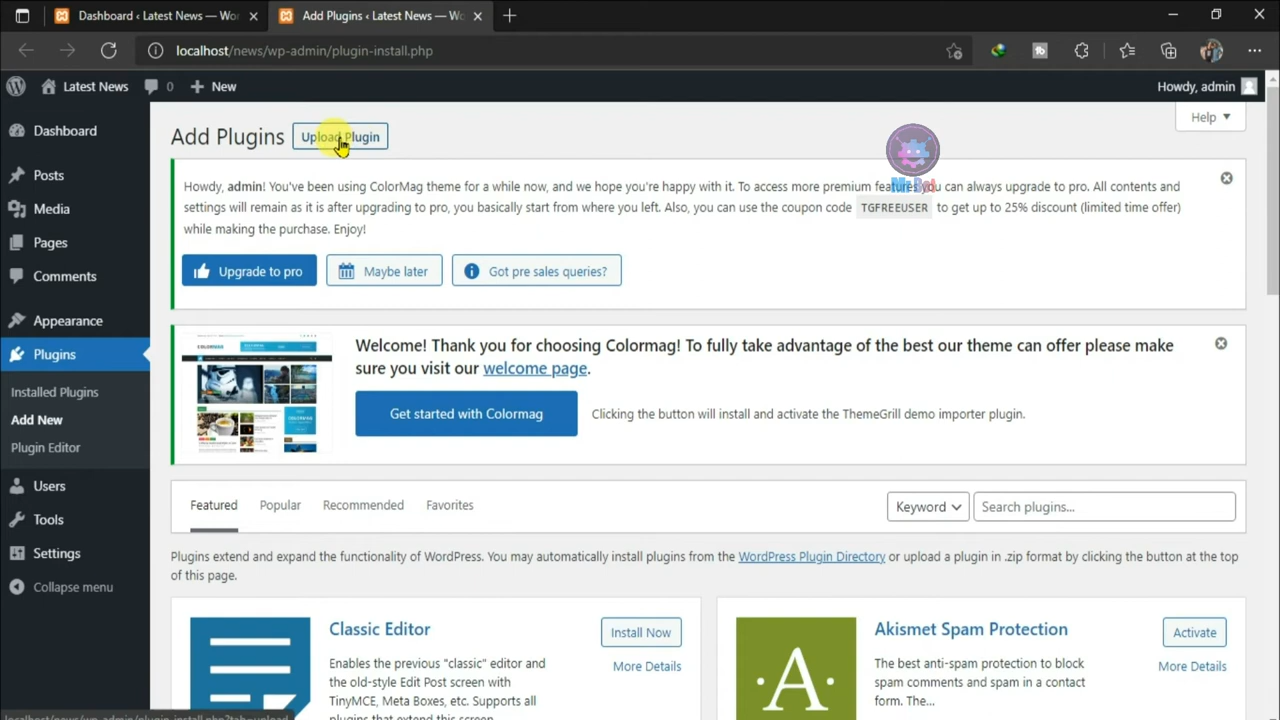 Dashboard ‹ Latest News — Wor
Add Plugins ‹ Latest News — Wo
localhost/news/wp-admin/plugin-install.php
Latest News
0
New
Howdy, admin
Dashboard
Posts
Media
Pages
Comments
Appearance
Plugins
Installed Plugins
Add New
Plugin Editor
Users
Tools
Settings
Collapse menu
Add Plugins
Upload Plugin
Help
Mr Bot
Howdy, admin! You've been using ColorMag theme for a while now, and we hope you're happy with it. To access more premium features you can always upgrade to pro. All contents and
settings will remain as it is after upgrading to pro, you basically start from where you left. Also, you can use the coupon code TGFREEUSER to get up to 25% discount (limited time offer)
while making the purchase. Enjoy!
Upgrade to pro
Maybe later
Got pre sales queries?
Welcome! Thank you for choosing Colormag! To fully take advantage of the best our theme can offer please make
sure you visit our welcome page.
Get started with Colormag
Clicking the button will install and activate the ThemeGrill demo importer plugin.
Featured
Popular
Recommended
Favorites
Keyword
Search plugins...
Plugins extend and expand the functionality of WordPress. You may automatically install plugins from the WordPress Plugin Directory or upload a plugin in .zip format by clicking the button at the top
of this page.
Classic Editor
Install Now
More Details
Enables the previous "classic" editor and
the old-style Edit Post screen with
TinyMCE, Meta Boxes, etc. Supports all
plugins that extend this screen.
A
Akismet Spam Protection
Activate
More Details
The best anti-spam protection to block
spam comments and spam in a contact
form. The...